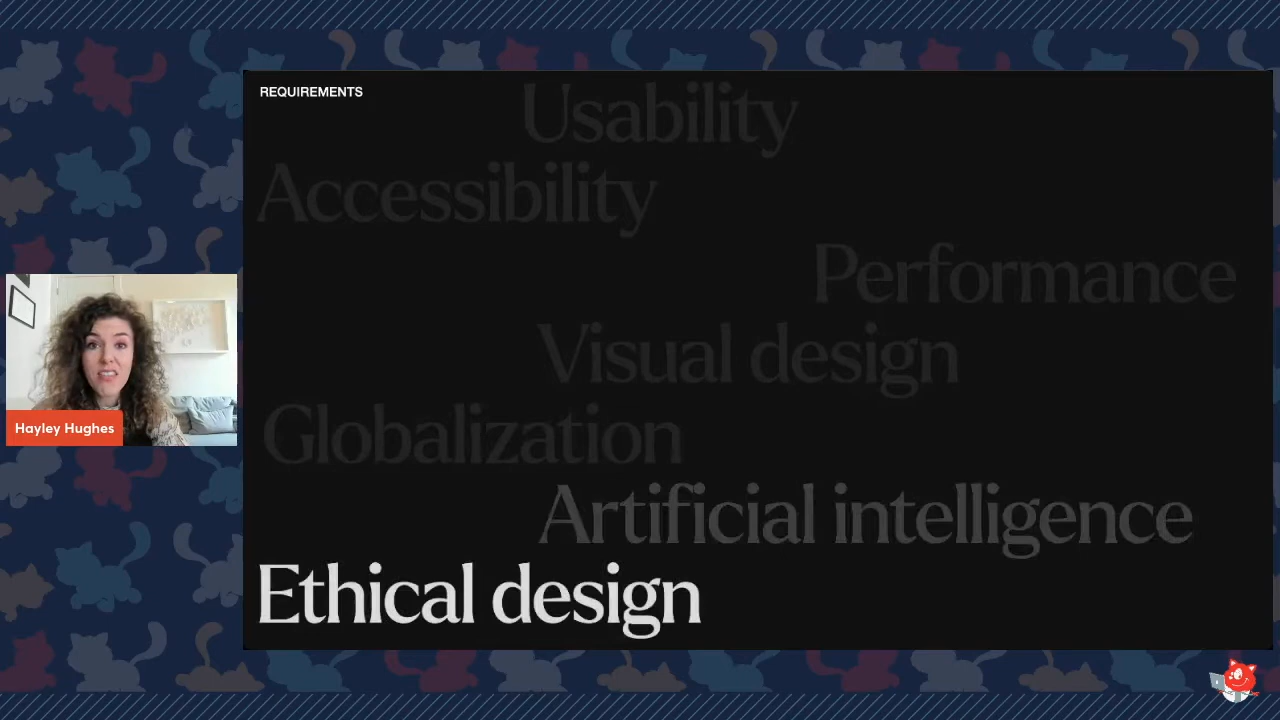 REQUIREMENTS
Usability
Accessibility
Performance
Visual design
Globalization
Artificial intelligence
Ethical design
Hayley Hughes